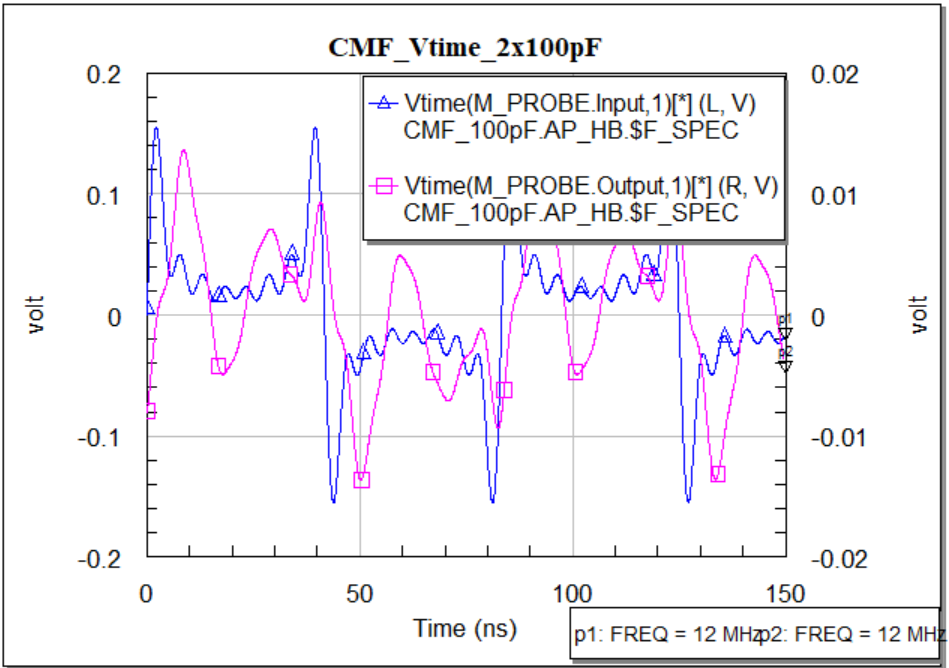 CMF_Vtime_2x100pF
0.2
0.02
Vtime(M_PROBE.Input,1)[*] (L, V)
CMF_100pF.AP_HB.$F_SPEC
Vtime(M_PROBE.Output,1)[*] (R, V)
CMF_100pF.AP_HB.$F_SPEC
0.1
0.01
volt
0
0
volt
p1
p2
-0.1
-0.01
-0.2
-0.02
0
50
100
150
Time (ns)
p1: FREQ = 12 MHz
p2: FREQ = 12 MHz